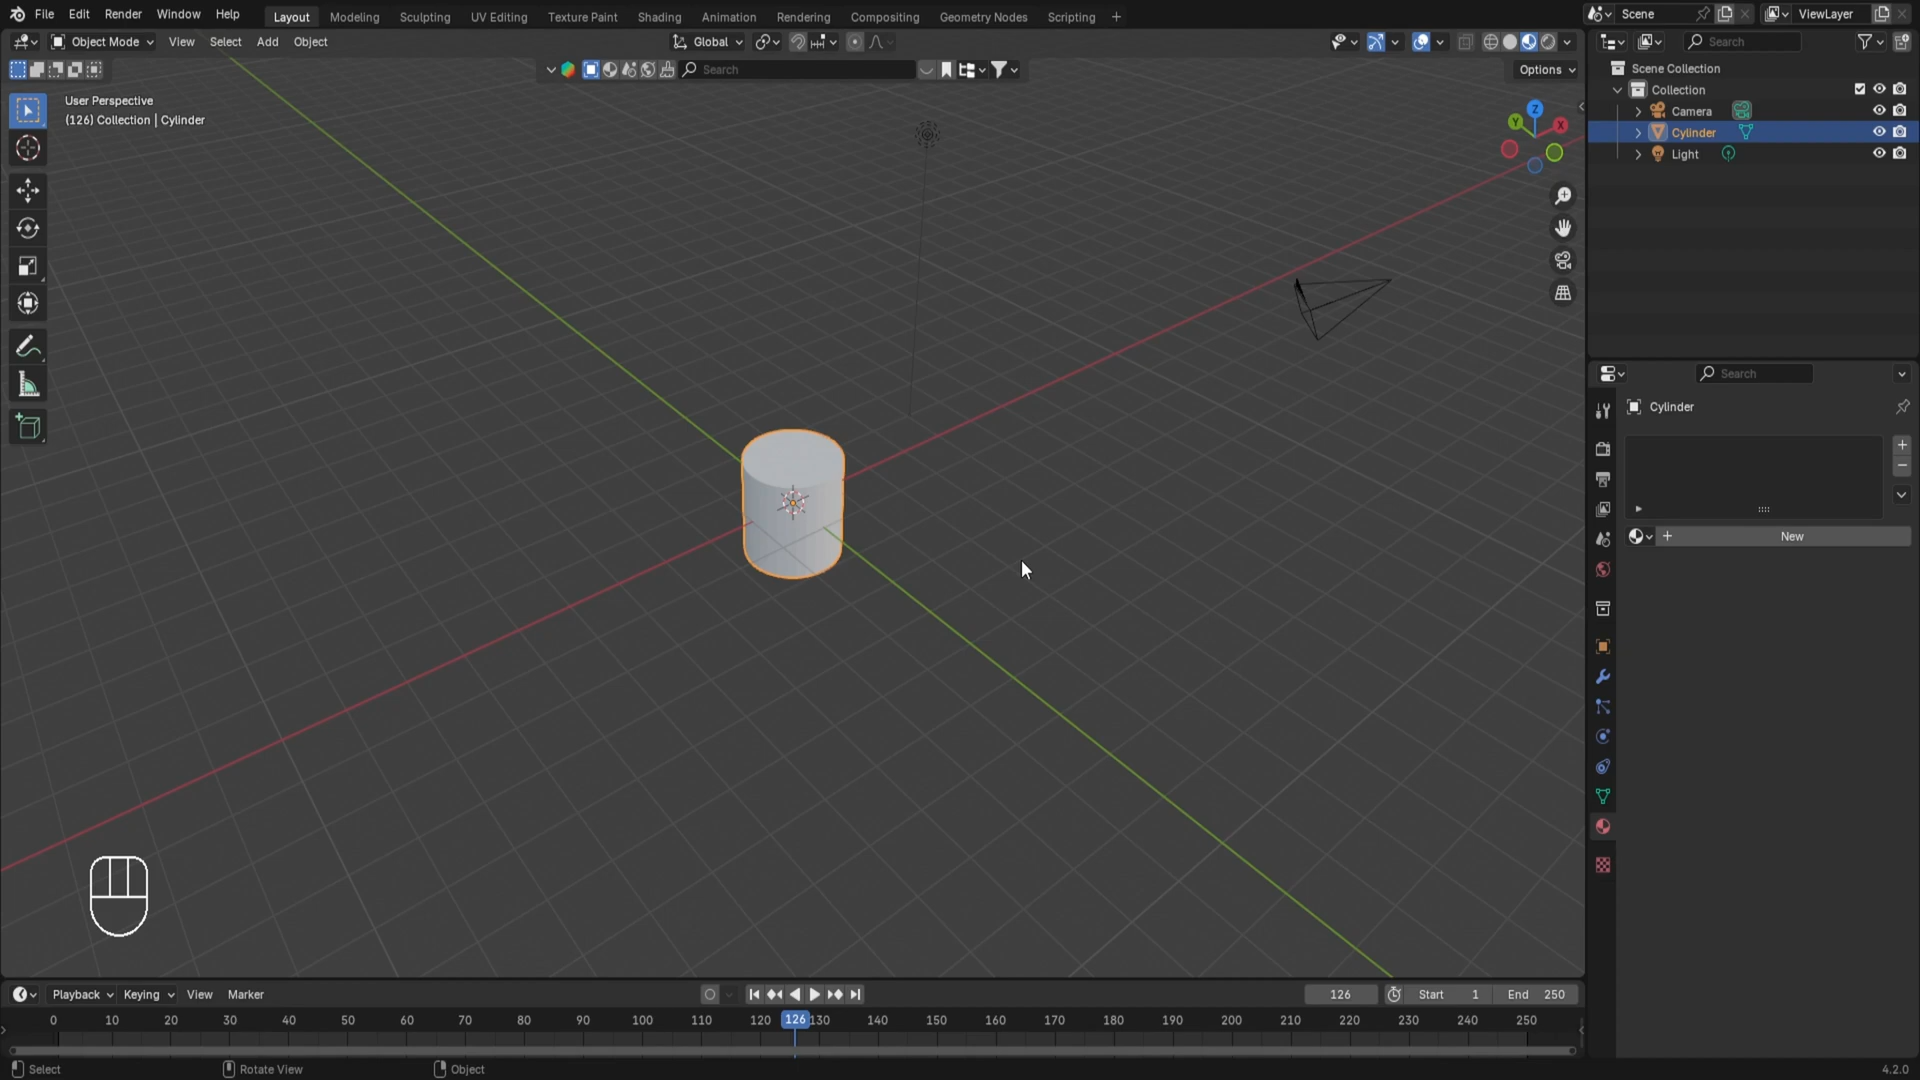 File Edit Render Window Help Layout Modeling Sculpting UV Editing Texture Paint Shading Animation Rendering Compositing Geometry Nodes Scripting + Scene ViewLayer
Object Mode View Select Add Object Global Search
Search Options
User Perspective
(126) Collection | Cylinder
Z
Y
X
Scene Collection
Collection
Camera
Cylinder
Light
Search
Cylinder
New
Playback Keying View Marker 126 Start 1 End 250
0 10 20 30 40 50 60 70 80 90 100 110 120 126 130 140 150 160 170 180 190 200 210 220 230 240 250
Select Rotate View Object 4.2.0